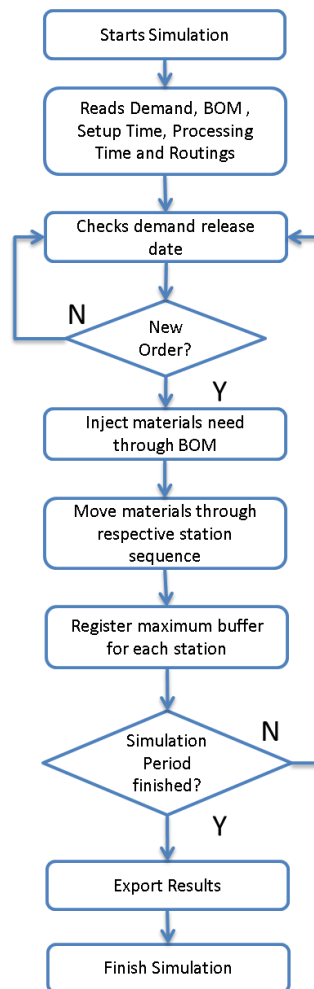 Starts Simulation
Reads Demand, BOM ,
Setup Time, Processing
Time and Routings
Checks demand release
date
N
New
Order?
Y
Inject materials need
through BOM
Move materials through
respective station
sequence
Register maximum buffer
for each station
N
Simulation
Period
finished?
Y
Export Results
Finish Simulation